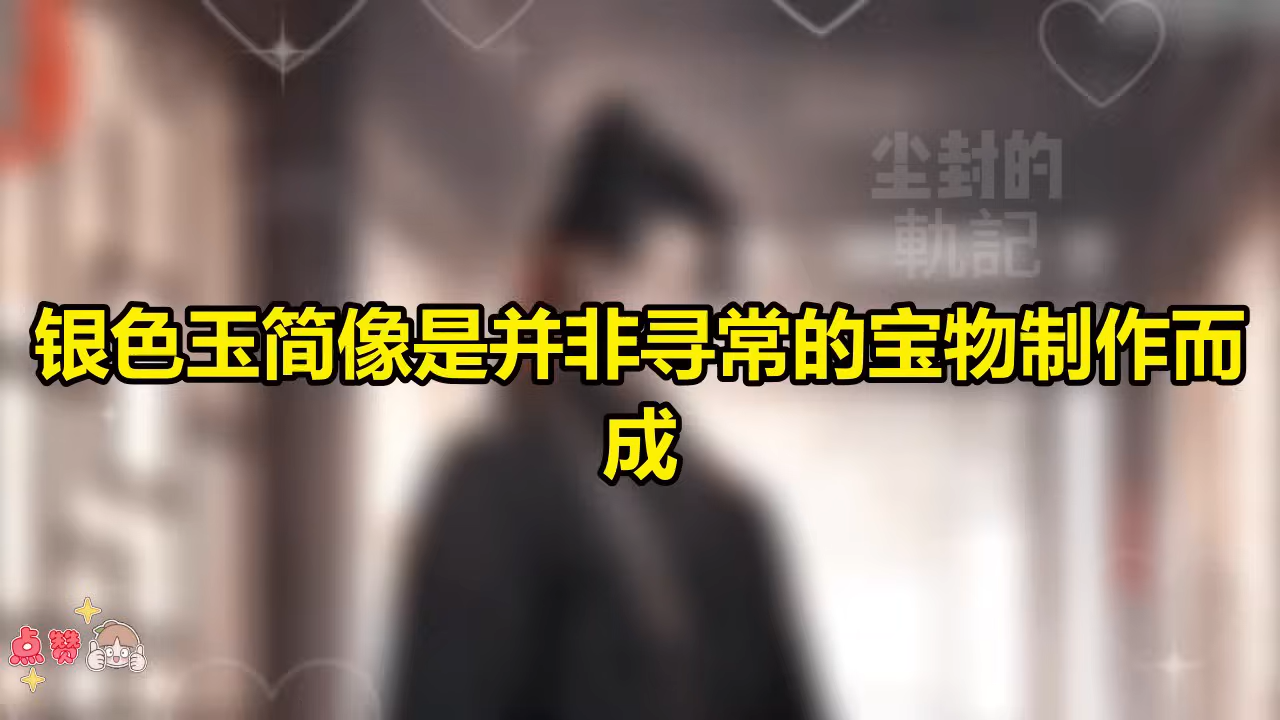 尘封的
軌記
银色玉简像是并非寻常的宝物制作而
成
点赞